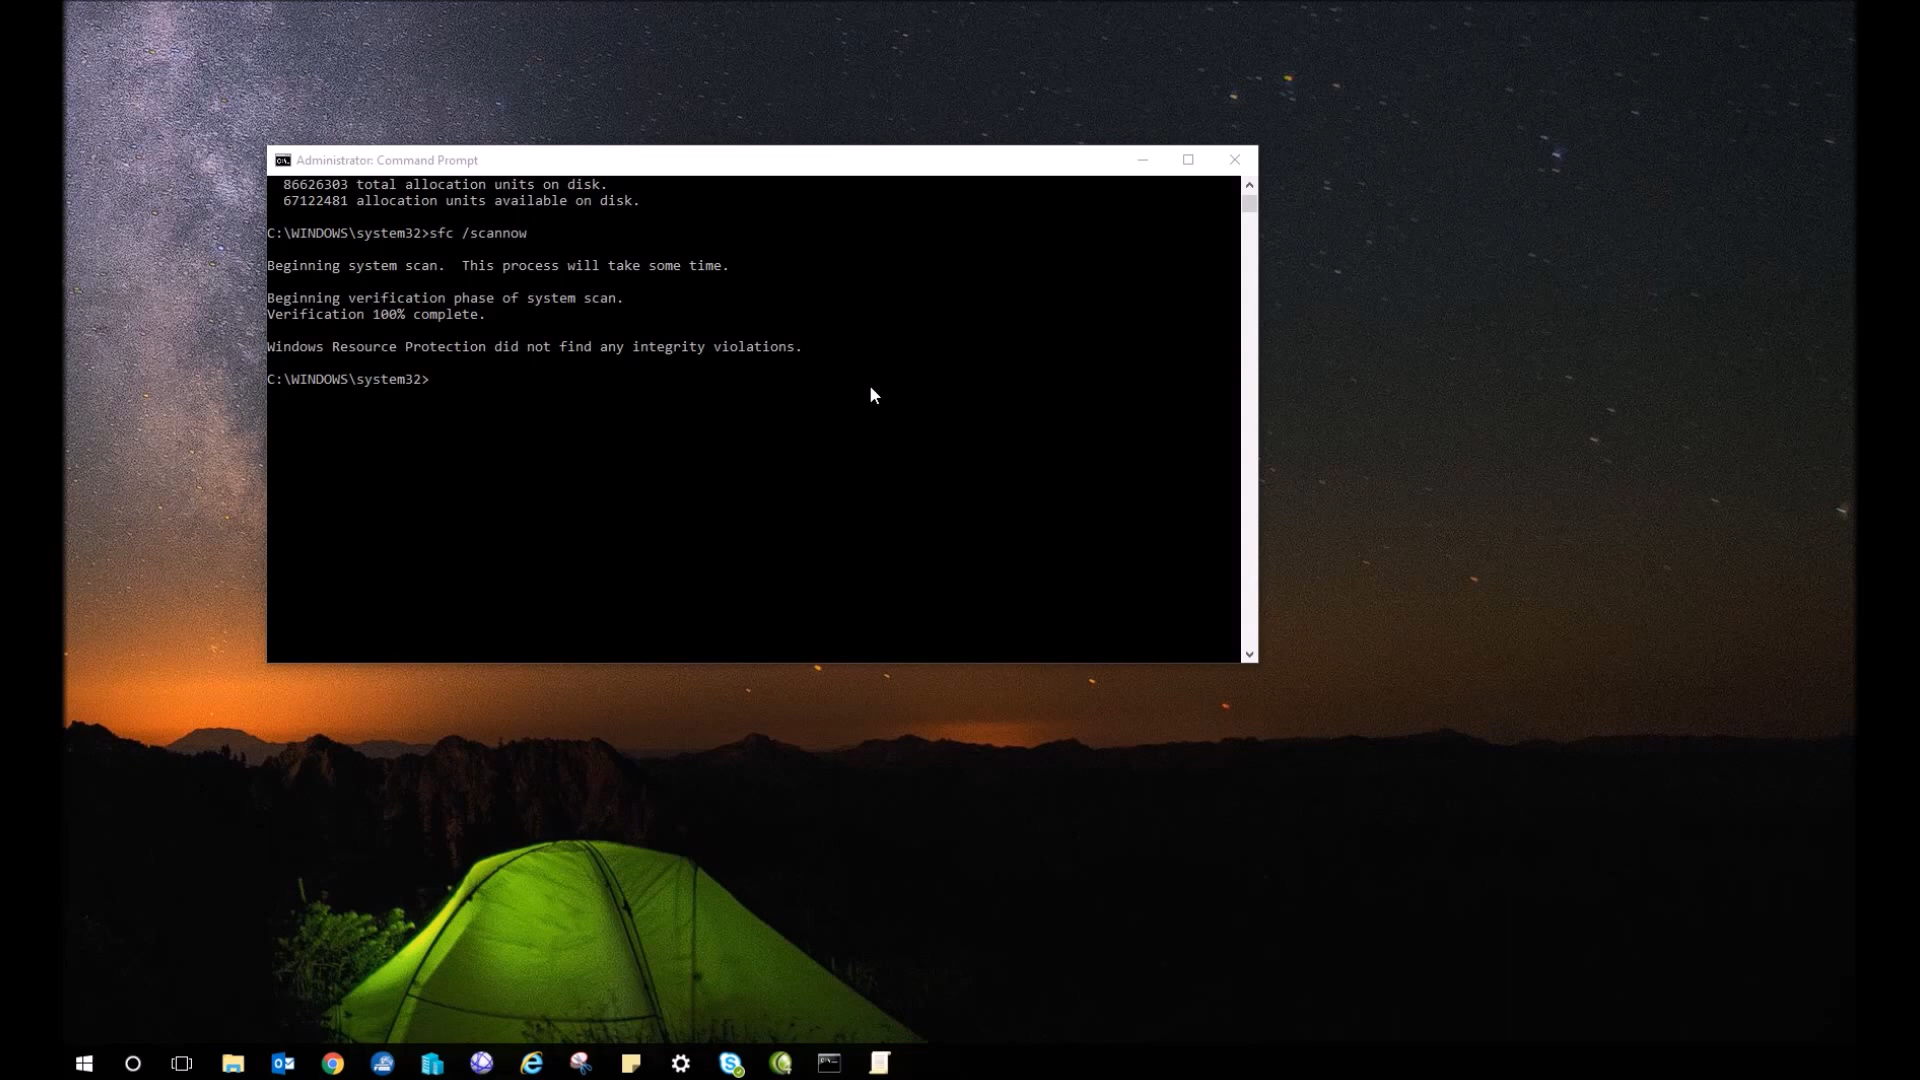 Administrator: Command Prompt
86626303 total allocation units on disk.
67122481 allocation units available on disk.
C:\WINDOWS\system32>sfc /scannow
Beginning system scan.  This process will take some time.
Beginning verification phase of system scan.
Verification 100% complete.
Windows Resource Protection did not find any integrity violations.
C:\WINDOWS\system32>